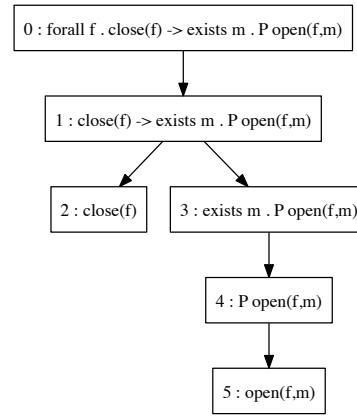 0 : forall f . close(f) -> exists m . P open(f,m)
1 : close(f) -> exists m . P open(f,m)
2 : close(f)
3 : exists m . P open(f,m)
4 : P open(f,m)
5 : open(f,m)